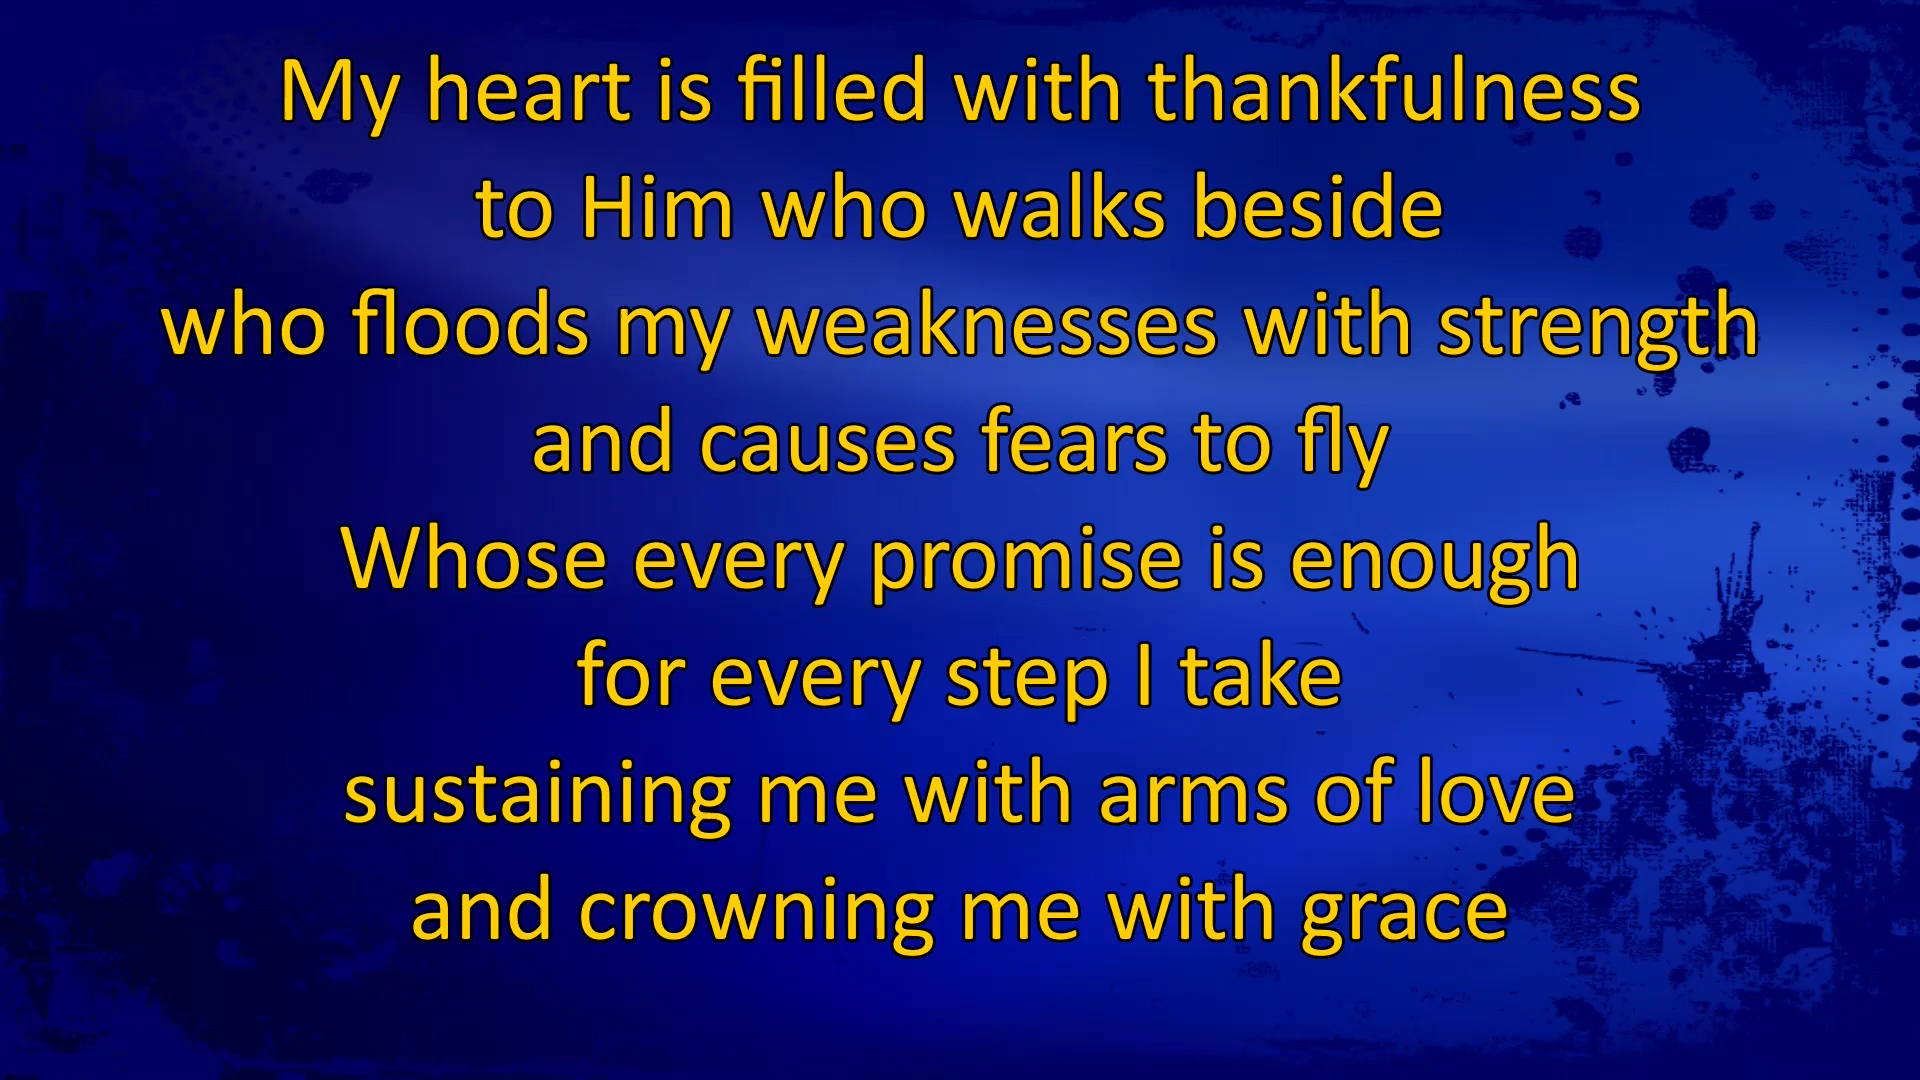 My heart is filled with thankfulness
to Him who walks beside
who floods my weaknesses with strength
and causes fears to fly
Whose every promise is enough
for every step I take
sustaining me with arms of love
and crowning me with grace